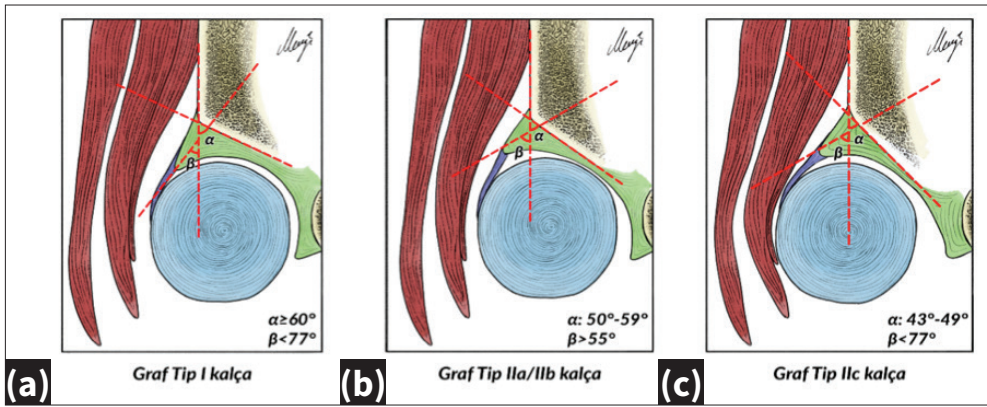 α
β
α≥60°
β<77°
(a)
Graf Tip I kalça
α
β
α: 50°-59°
β>55°
(b)
Graf Tip IIa/IIb kalça
α
β
α: 43°-49°
β<77°
(c)
Graf Tip IIc kalça